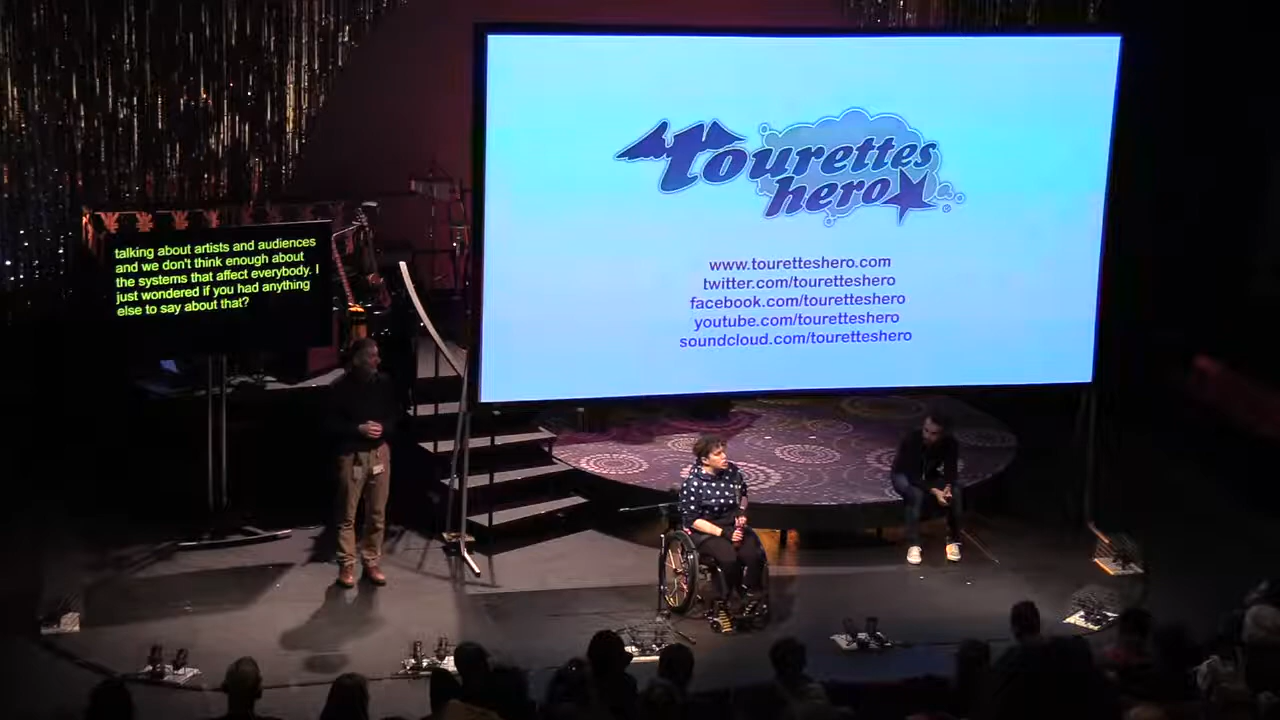 talking about artists and audiences
and we don't think enough about
the systems that affect everybody. I
just wondered if you had anything
else to say about that?
tourettes
hero
®
www.touretteshero.com
twitter.com/touretteshero
facebook.com/touretteshero
youtube.com/touretteshero
soundcloud.com/touretteshero